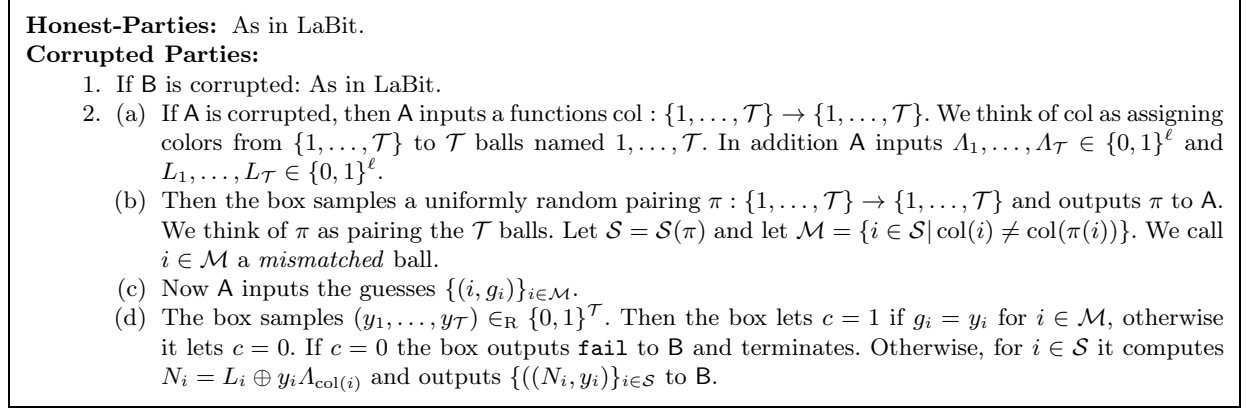 Honest-Parties: As in LaBit.
Corrupted Parties:
1. If B is corrupted: As in LaBit.
2. (a) If A is corrupted, then A inputs a functions col : {1, . . . , 𝒯} → {1, . . . , 𝒯}. We think of col as assigning
colors from {1, . . . , 𝒯} to 𝒯 balls named 1, . . . , 𝒯. In addition A inputs Λ₁, . . . , Λ_𝒯 ∈ {0, 1}^ℓ and
L₁, . . . , L_𝒯 ∈ {0, 1}^ℓ.
(b) Then the box samples a uniformly random pairing π : {1, . . . , 𝒯} → {1, . . . , 𝒯} and outputs π to A.
We think of π as pairing the 𝒯 balls. Let 𝒮 = 𝒮(π) and let ℳ = {i ∈ 𝒮| col(i) ≠ col(π(i))}. We call
i ∈ ℳ a mismatched ball.
(c) Now A inputs the guesses {(i, g_i)}_{i∈ℳ}.
(d) The box samples (y₁, . . . , y_𝒯) ∈_R {0, 1}^𝒯. Then the box lets c = 1 if g_i = y_i for i ∈ ℳ, otherwise
it lets c = 0. If c = 0 the box outputs fail to B and terminates. Otherwise, for i ∈ 𝒮 it computes
N_i = L_i ⊕ y_iΛ_{col(i)} and outputs {((N_i, y_i)}_{i∈𝒮} to B.